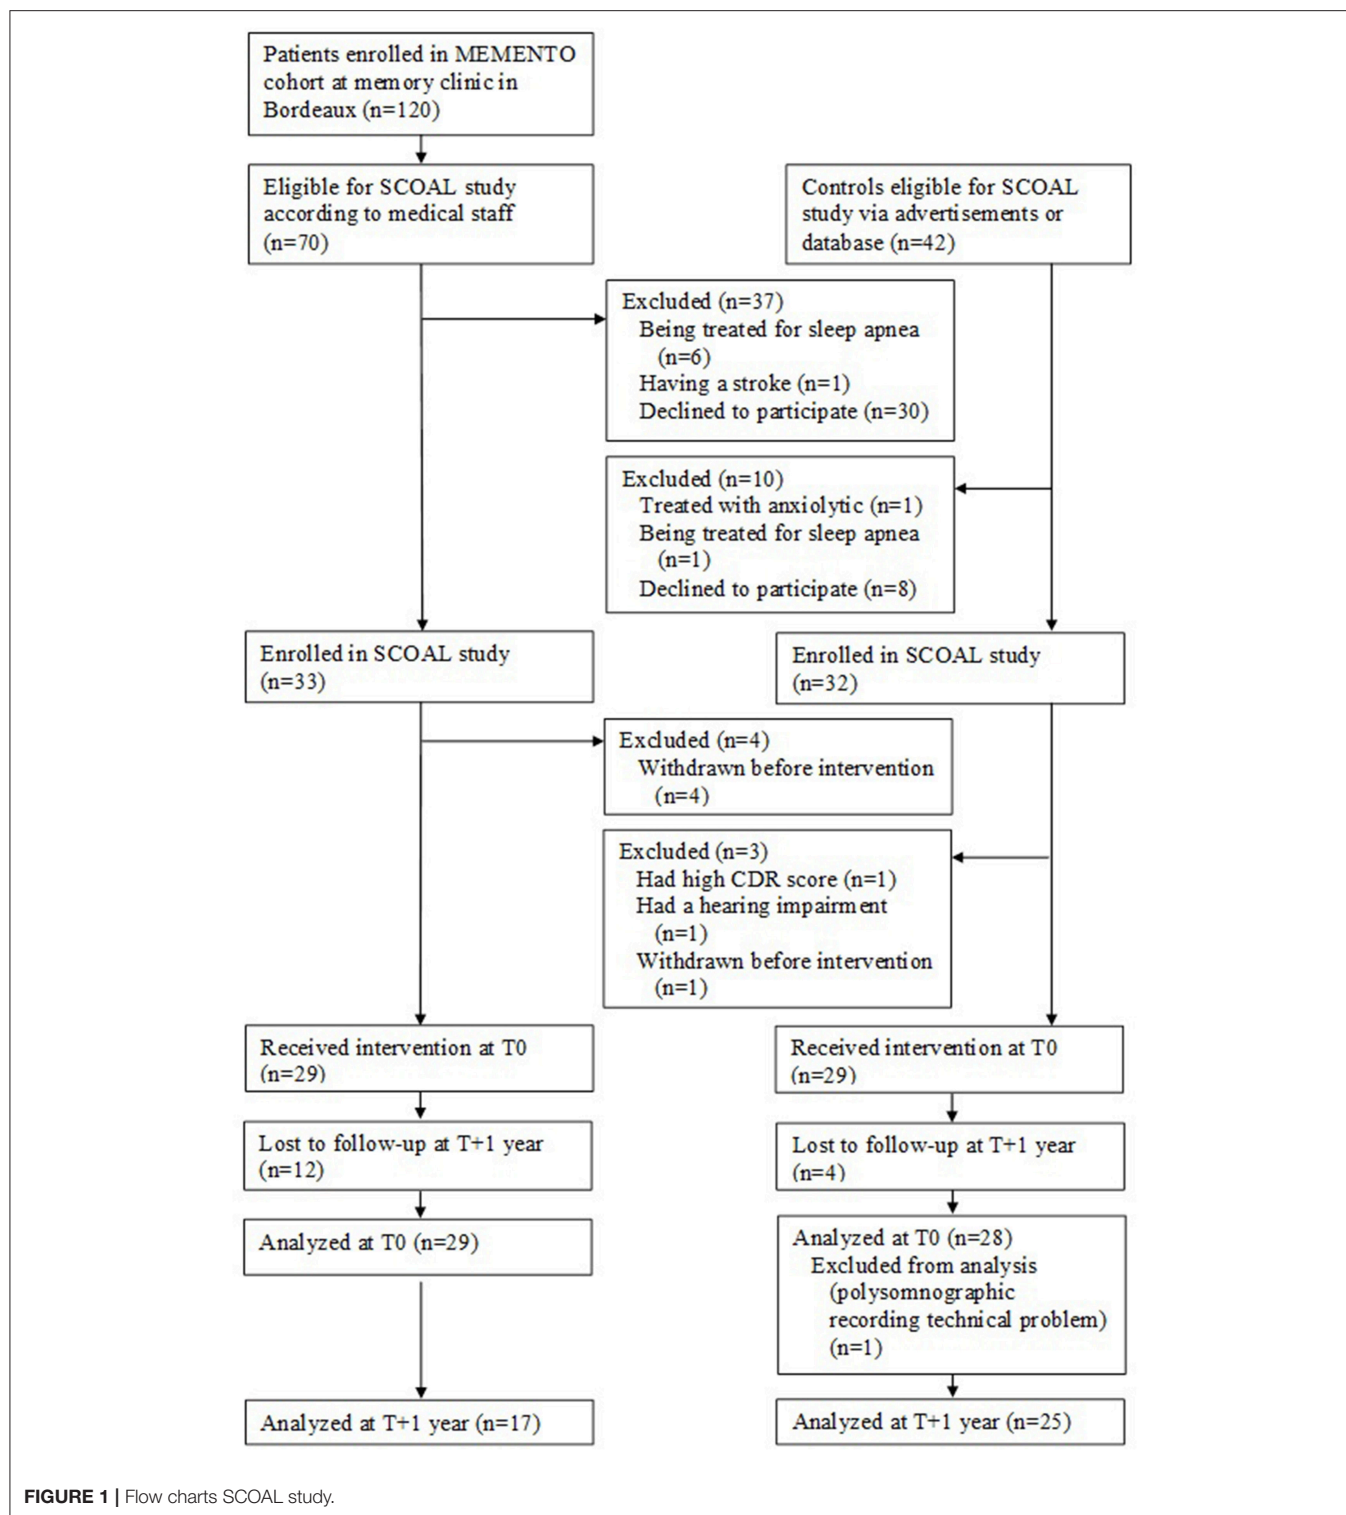 Patients enrolled in MEMENTO
cohort at memory clinic in
Bordeaux (n=120)
Eligible for SCOAL study
according to medical staff
(n=70)
Controls eligible for SCOAL
study via advertisements or
database (n=42)
Excluded (n=37)
Being treated for sleep apnea
(n=6)
Having a stroke (n=1)
Declined to participate (n=30)
Excluded (n=10)
Treated with anxiolytic (n=1)
Being treated for sleep apnea
(n=1)
Declined to participate (n=8)
Enrolled in SCOAL study
(n=33)
Enrolled in SCOAL study
(n=32)
Excluded (n=4)
Withdrawn before intervention
(n=4)
Excluded (n=3)
Had high CDR score (n=1)
Had a hearing impairment
(n=1)
Withdrawn before intervention
(n=1)
Received intervention at T0
(n=29)
Received intervention at T0
(n=29)
Lost to follow-up at T+1 year
(n=12)
Lost to follow-up at T+1 year
(n=4)
Analyzed at T0 (n=29)
Analyzed at T0 (n=28)
Excluded from analysis
(polysomnographic
recording technical problem)
(n=1)
Analyzed at T+1 year (n=17)
Analyzed at T+1 year (n=25)
FIGURE 1 | Flow charts SCOAL study.